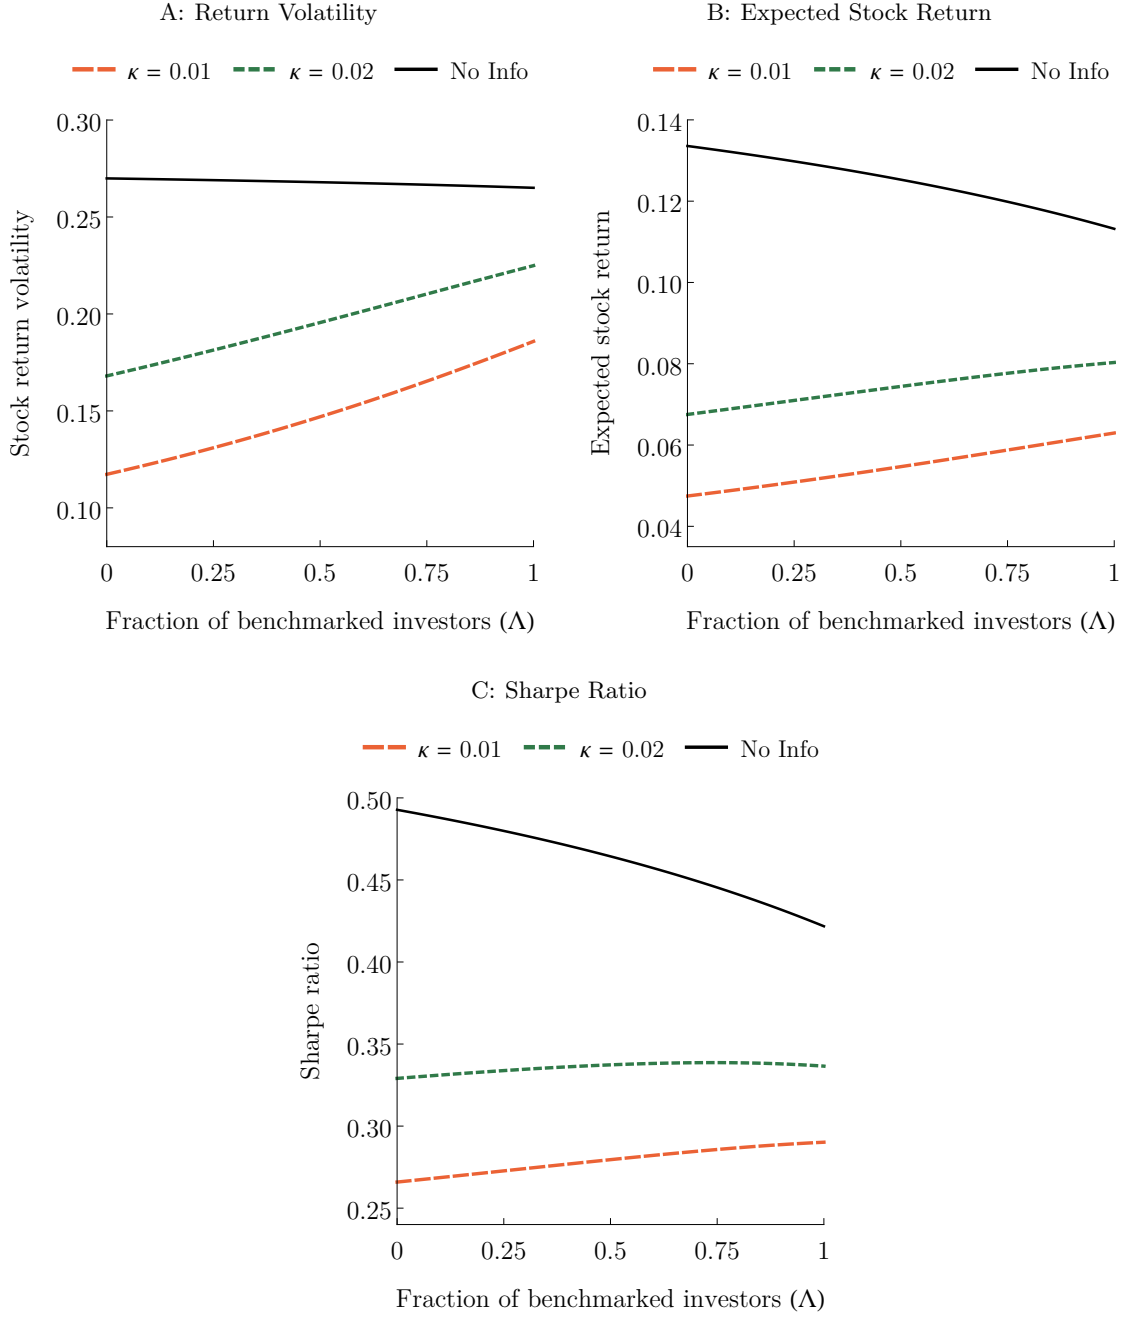 A: Return Volatility
κ = 0.01 κ = 0.02 No Info
0.30
0.25
0.20
0.15
0.10
Stock return volatility
0 0.25 0.5 0.75 1
Fraction of benchmarked investors (Λ)
B: Expected Stock Return
κ = 0.01 κ = 0.02 No Info
0.14
0.12
0.10
0.08
0.06
0.04
Expected stock return
0 0.25 0.5 0.75 1
Fraction of benchmarked investors (Λ)
C: Sharpe Ratio
κ = 0.01 κ = 0.02 No Info
0.50
0.45
0.40
0.35
0.30
0.25
Sharpe ratio
0 0.25 0.5 0.75 1
Fraction of benchmarked investors (Λ)